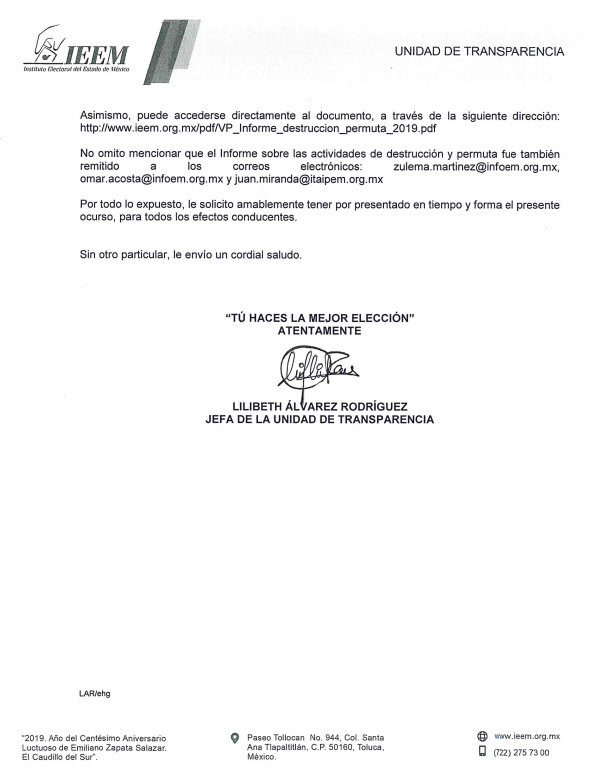 IEEM
Instituto Electoral del Estado de México
UNIDAD DE TRANSPARENCIA
Asimismo, puede accederse directamente al documento, a través de la siguiente dirección:
http://www.ieem.org.mx/pdf/VP_Informe_destruccion_permuta_2019.pdf
No omito mencionar que el Informe sobre las actividades de destrucción y permuta fue también
remitido a los correos electrónicos: zulema.martinez@infoem.org.mx,
omar.acosta@infoem.org.mx y juan.miranda@itaipem.org.mx
Por todo lo expuesto, le solicito amablemente tener por presentado en tiempo y forma el presente
ocurso, para todos los efectos conducentes.
Sin otro particular, le envío un cordial saludo.
“TÚ HACES LA MEJOR ELECCIÓN”
ATENTAMENTE
LILIBETH ÁLVAREZ RODRÍGUEZ
JEFA DE LA UNIDAD DE TRANSPARENCIA
LAR/ehg
“2019. Año del Centésimo Aniversario
Luctuoso de Emiliano Zapata Salazar.
El Caudillo del Sur”.
Paseo Tollocan No. 944, Col. Santa
Ana Tlapaltitlán, C.P. 50160, Toluca,
México.
www.ieem.org.mx
(722) 275 73 00